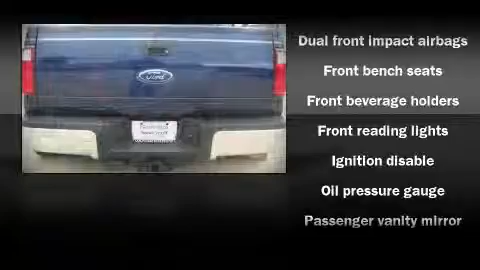 Dual front impact airbags
Front bench seats
Ford
Front beverage holders
Front reading lights
Ignition disable
Oil pressure gauge
Passenger vanity mirror